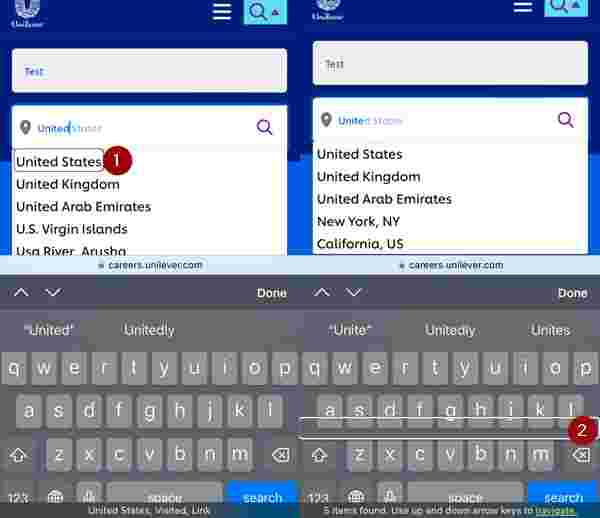 Unilever
Test
United States
United States
1
United Kingdom
United Arab Emirates
U.S. Virgin Islands
Usa River, Arusha
careers.unilever.com
Done
"United"
Unitedly
q w e r t y u i o p
a s d f g h j k l
z x c v b n m
123
space
search
United States, Visited, Link
Unilever
Test
United States
United States
United Kingdom
United Arab Emirates
New York, NY
California, US
careers.unilever.com
Done
"Unite"
Unitedly
Unites
q w e r t y u i o p
a s d f g h j k l
2
z x c v b n m
123
space
search
5 items found. Use up and down arrow keys to navigate.